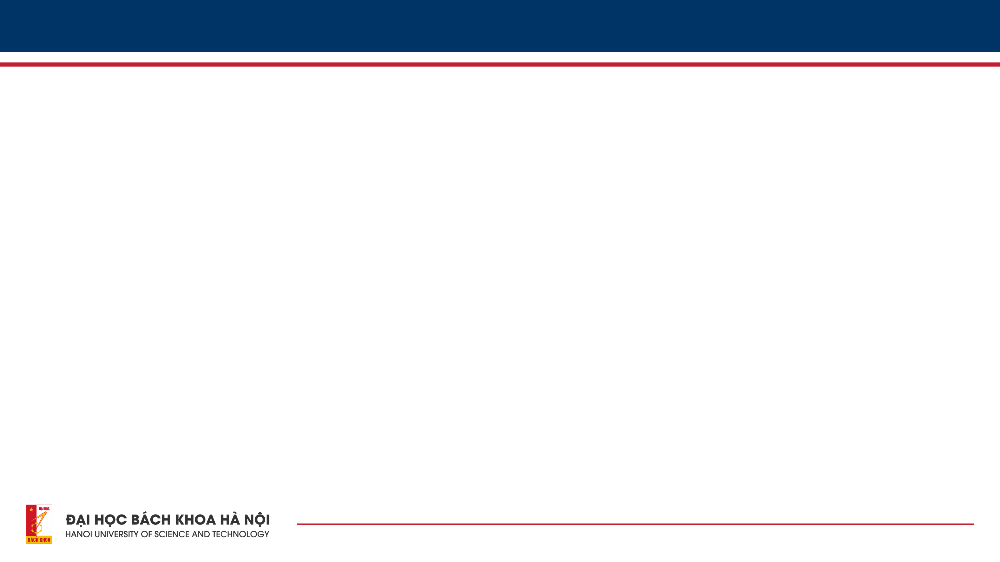 ĐẠI HỌC
BÁCH KHOA
ĐẠI HỌC BÁCH KHOA HÀ NỘI
HANOI UNIVERSITY OF SCIENCE AND TECHNOLOGY